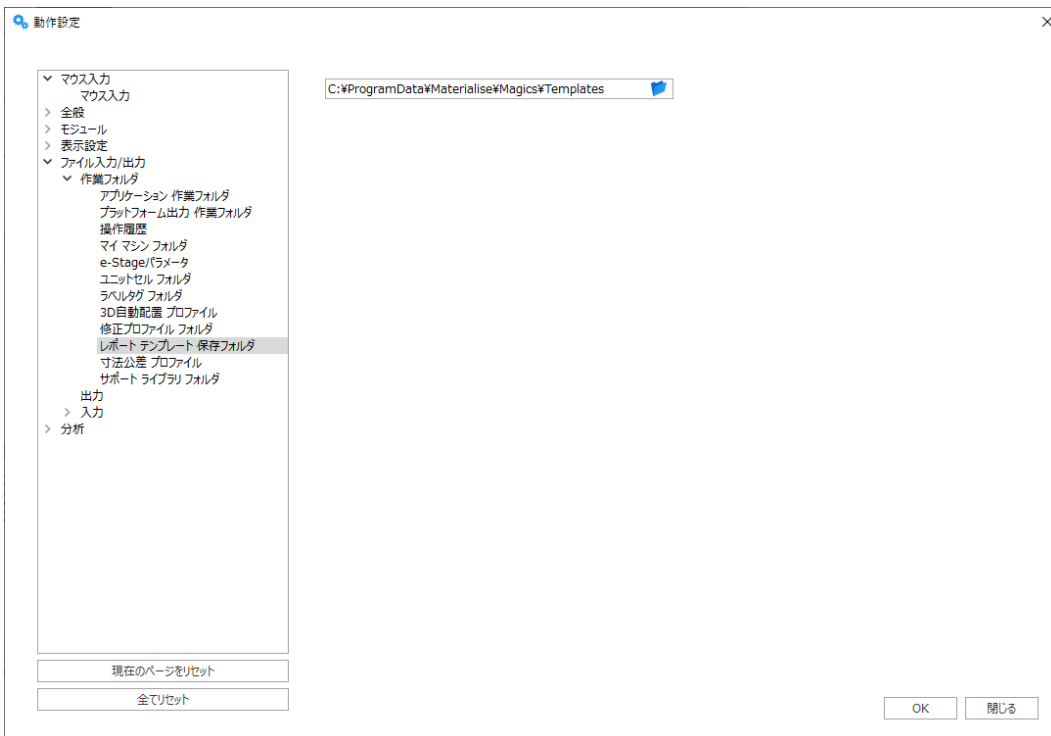 動作設定
マウス入力
マウス入力
全般
モジュール
表示設定
ファイル入力/出力
作業フォルダ
アプリケーション 作業フォルダ
プラットフォーム出力 作業フォルダ
操作履歴
マイ マシン フォルダ
e-Stageパラメータ
ユニットセル フォルダ
ラベルタグ フォルダ
3D自動配置 プロファイル
修正プロファイル フォルダ
レポート テンプレート 保存フォルダ
寸法公差 プロファイル
サポート ライブラリ フォルダ
出力
入力
分析
C:¥ProgramData¥Materialise¥Magics¥Templates
現在のページをリセット
全てリセット
OK
閉じる